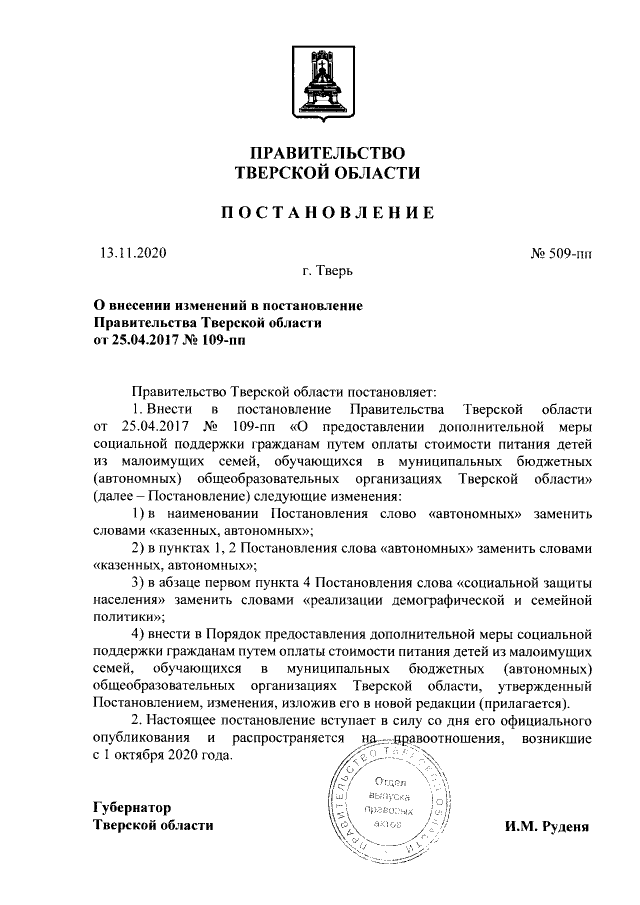 ПРАВИТЕЛЬСТВО
ТВЕРСКОЙ ОБЛАСТИ
П О С Т А Н О В Л Е Н И Е
13.11.2020 № 509-пп
г. Тверь
О внесении изменений в постановление
Правительства Тверской области
от 25.04.2017 № 109-пп
Правительство Тверской области постановляет:
1. Внести в постановление Правительства Тверской области
от 25.04.2017 № 109-пп «О предоставлении дополнительной меры
социальной поддержки гражданам путем оплаты стоимости питания детей
из малоимущих семей, обучающихся в муниципальных бюджетных
(автономных) общеобразовательных организациях Тверской области»
(далее – Постановление) следующие изменения:
1) в наименовании Постановления слово «автономных» заменить
словами «казенных, автономных»;
2) в пунктах 1, 2 Постановления слова «автономных» заменить словами
«казенных, автономных»;
3) в абзаце первом пункта 4 Постановления слова «социальной защиты
населения» заменить словами «реализации демографической и семейной
политики»;
4) внести в Порядок предоставления дополнительной меры социальной
поддержки гражданам путем оплаты стоимости питания детей из малоимущих
семей, обучающихся в муниципальных бюджетных (автономных)
общеобразовательных организациях Тверской области, утвержденный
Постановлением, изменения, изложив его в новой редакции (прилагается).
2. Настоящее постановление вступает в силу со дня его официального
опубликования и распространяется на правоотношения, возникшие
с 1 октября 2020 года.
Губернатор
Тверской области И.М. Руденя
ПРАВИТЕЛЬСТВО ТВЕРСКОЙ ОБЛАСТИ
Отдел
выпуска
правовых
актов